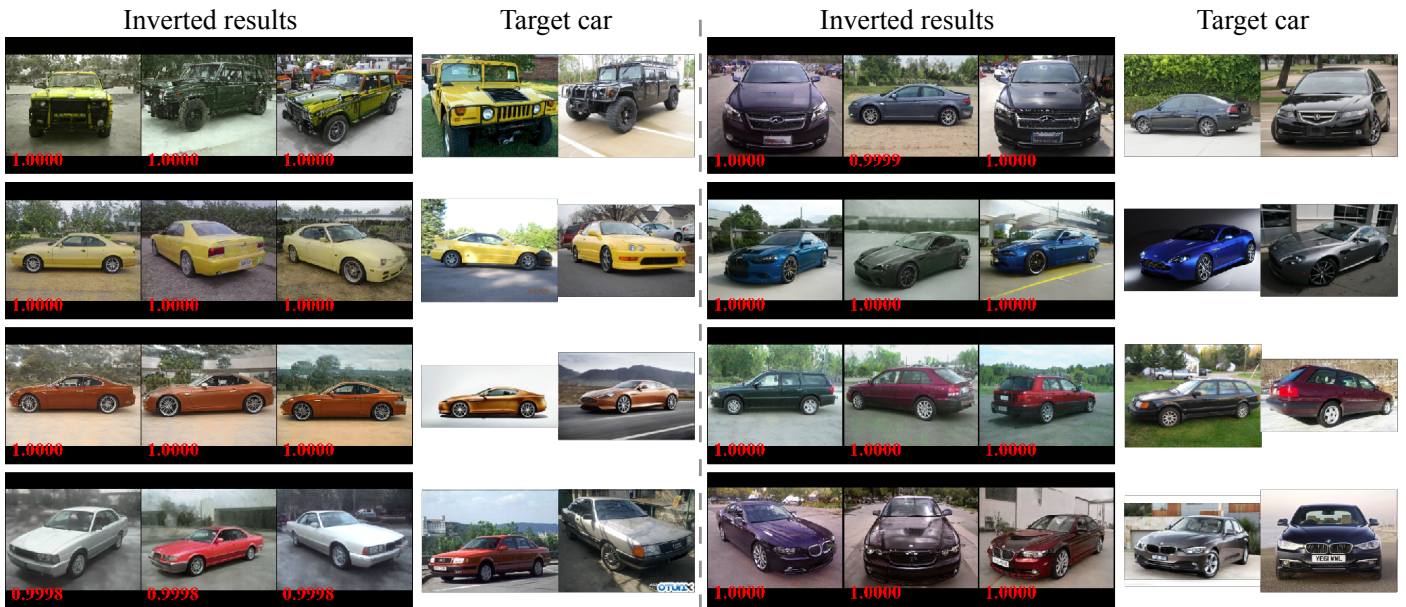 Inverted results Target car Inverted results Target car
1.0000 1.0000 1.0000 1.0000 0.9999 1.0000
1.0000 1.0000 1.0000 1.0000 1.0000 1.0000
1.0000 1.0000 1.0000 1.0000 1.0000 1.0000
YE61 WWL
0.9998 0.9998 0.9998 1.0000 1.0000 1.0000